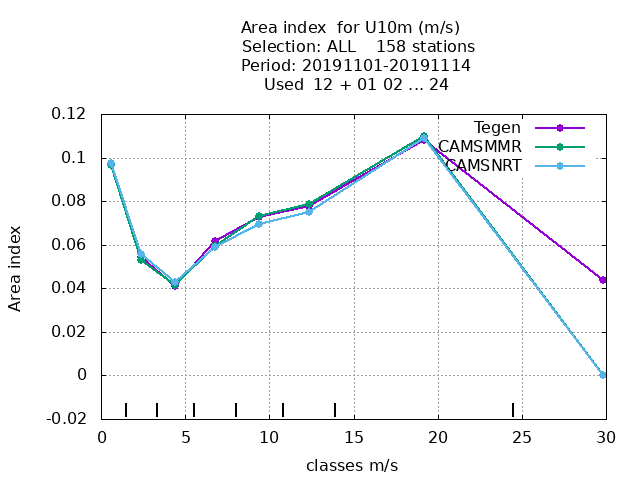 Area index  for U10m (m/s)
Selection: ALL    158 stations
Period: 20191101-20191114
Used  12 + 01 02 ... 24
0.12
0.1
0.08
0.06
0.04
0.02
0
-0.02
Area index
Tegen
CAMSMMR
CAMSNRT
0 5 10 15 20 25 30
classes m/s